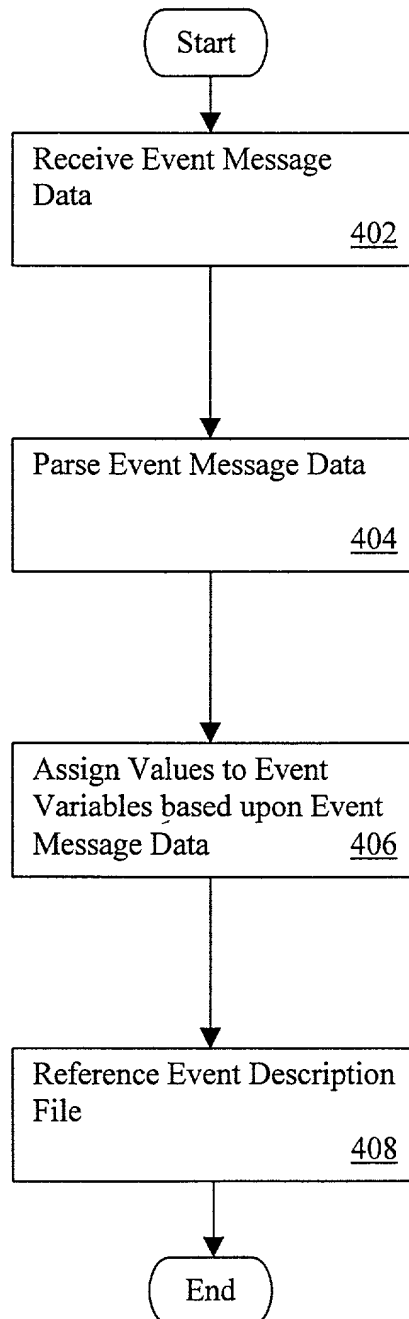 Start
Receive Event Message
Data
402
Parse Event Message Data
404
Assign Values to Event
Variables based upon Event
Message Data 406
Reference Event Description
File
408
End